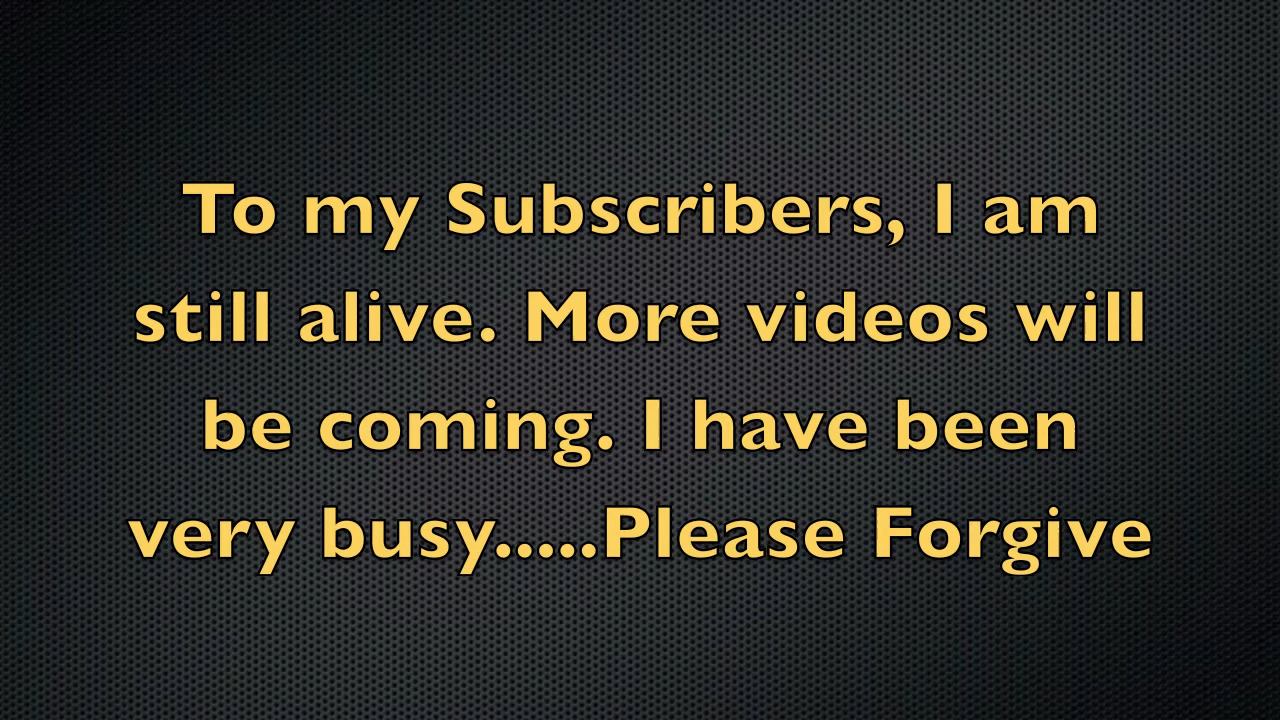 To my Subscribers, I am
still alive. More videos will
be coming. I have been
very busy.....Please Forgive